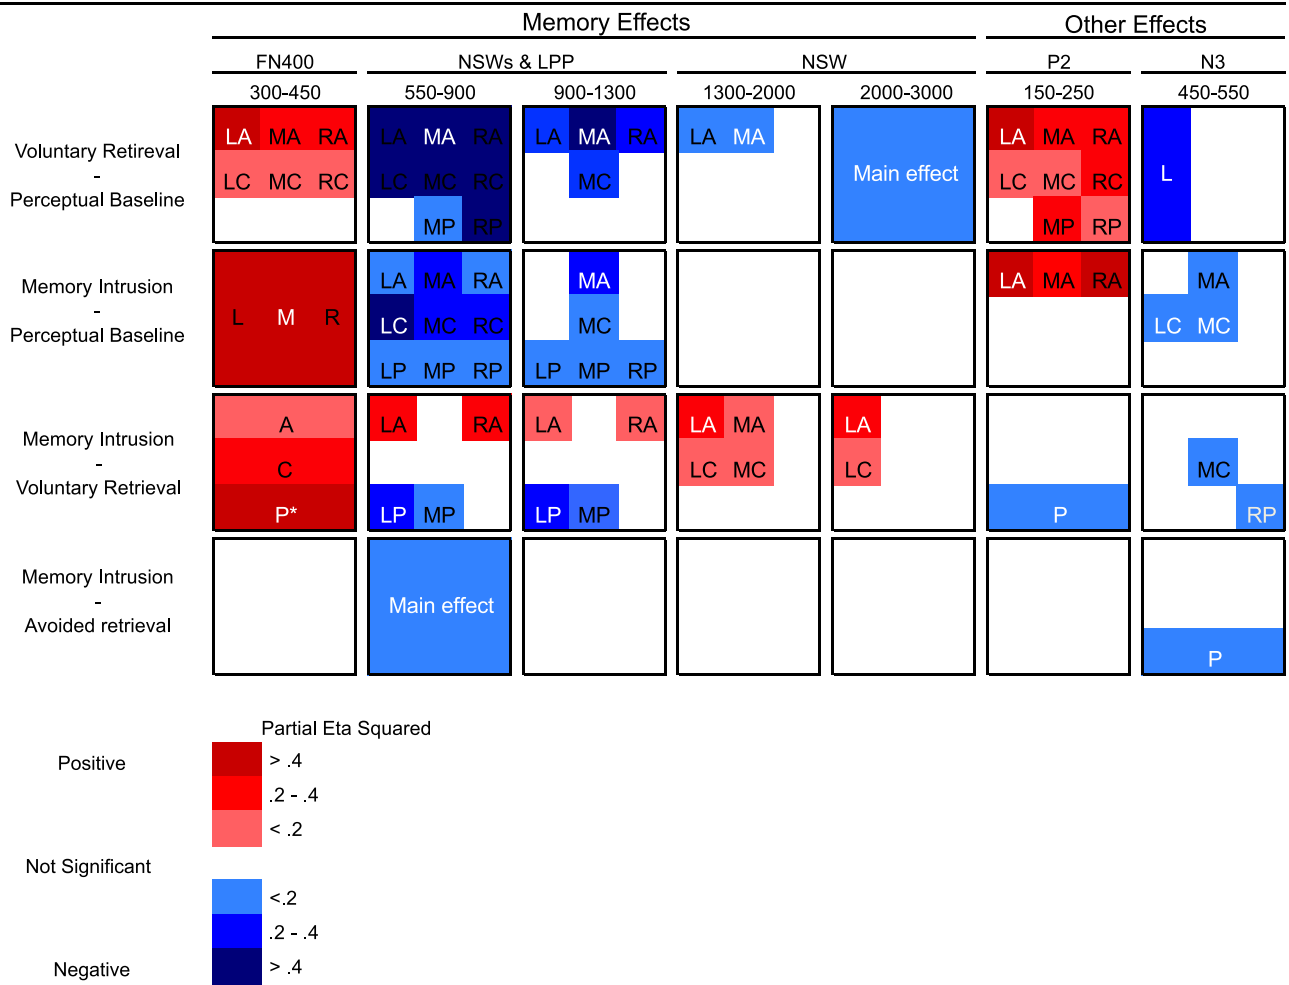 Memory Effects Other Effects
FN400 NSWs & LPP NSW P2 N3
300-450 550-900 900-1300 1300-2000 2000-3000 150-250 450-550
Voluntary Retireval
-
Perceptual Baseline
LA MA RA LA MA RA LA MA RA LA MA LA MA RA
LC MC RC LC MC RC MC Main effect LC MC RC L
MP RP MP RP
Memory Intrusion
-
Perceptual Baseline
LA MA RA MA LA MA RA MA
L M R LC MC RC MC LC MC
LP MP RP LP MP RP
Memory Intrusion
-
Voluntary Retrieval
A LA RA LA RA LA MA LA
C LC MC LC MC
P* LP MP LP MP P RP
Memory Intrusion
-
Avoided retrieval
Main effect
P
Partial Eta Squared
Positive > .4
.2 - .4
< .2
Not Significant
<.2
.2 - .4
Negative > .4